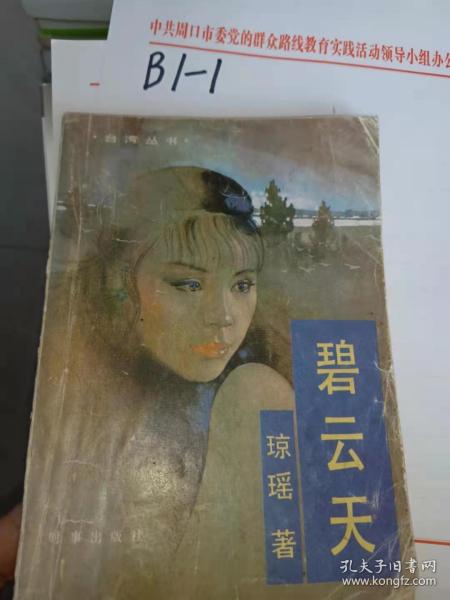 中共周口市委党的群众路线教育实践活动领导小组办公
B1-1
·台湾丛书·
碧云天
琼瑶 著
时事出版社
孔夫子旧书网
www.kongfz.com